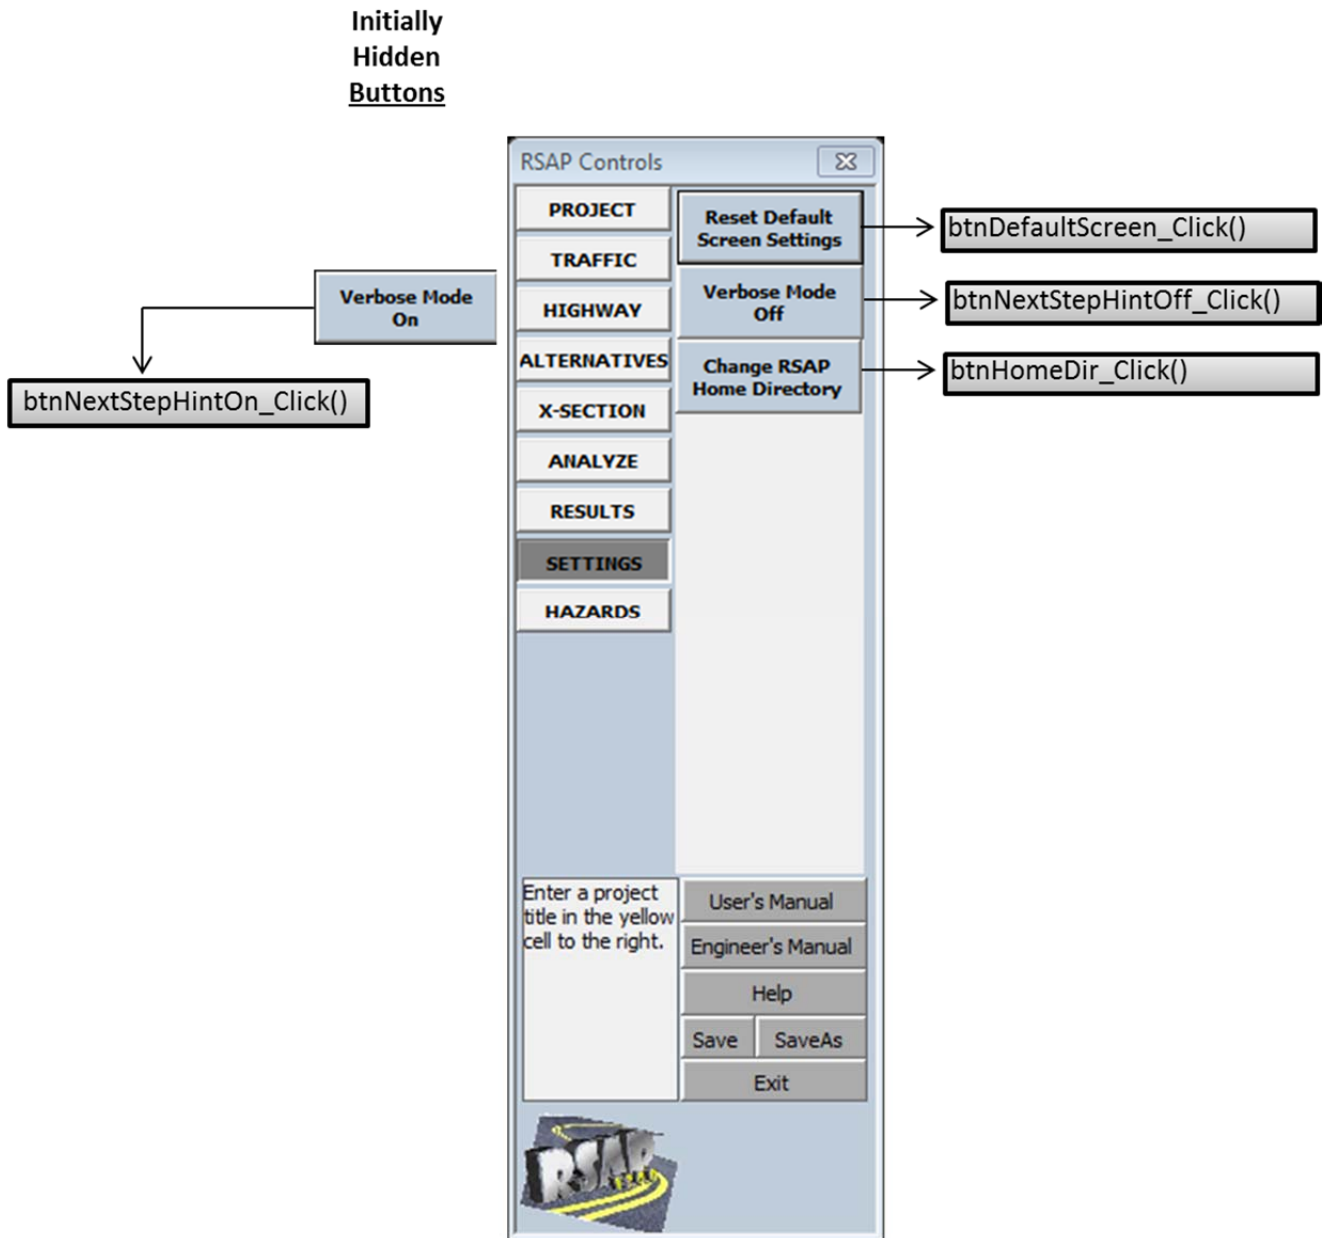 Initially
Hidden
Buttons
RSAP Controls
PROJECT
TRAFFIC
HIGHWAY
ALTERNATIVES
X-SECTION
ANALYZE
RESULTS
SETTINGS
HAZARDS
Reset Default
Screen Settings
btnDefaultScreen_Click()
Verbose Mode
Off
btnNextStepHintOff_Click()
Change RSAP
Home Directory
btnHomeDir_Click()
Verbose Mode
On
btnNextStepHintOn_Click()
Enter a project
title in the yellow
cell to the right.
User's Manual
Engineer's Manual
Help
Save
SaveAs
Exit
RSAP